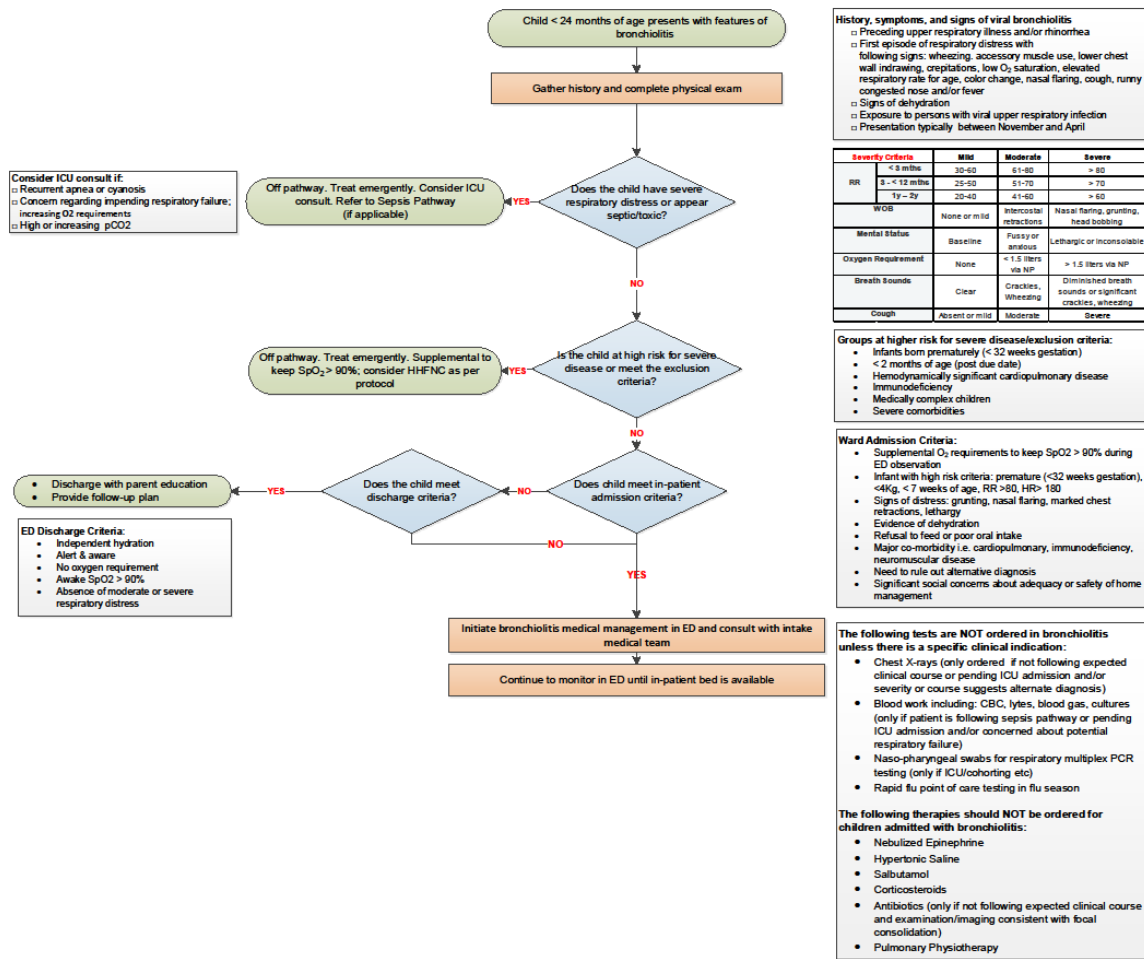 Child < 24 months of age presents with features of
bronchiolitis
Gather history and complete physical exam
Does the child have severe
respiratory distress or appear
septic/toxic?
YES
Off pathway. Treat emergently. Consider ICU
consult. Refer to Sepsis Pathway
(if applicable)
Consider ICU consult if:
□ Recurrent apnea or cyanosis
□ Concern regarding impending respiratory failure;
increasing O2 requirements
□ High or increasing pCO2
NO
Is the child at high risk for severe
disease or meet the exclusion
criteria?
YES
Off pathway. Treat emergently. Supplemental to
keep SpO2 > 90%; consider HHFNC as per
protocol
NO
Does child meet in-patient
admission criteria?
NO
Does the child meet
discharge criteria?
YES
• Discharge with parent education
• Provide follow-up plan
ED Discharge Criteria:
• Independent hydration
• Alert & aware
• No oxygen requirement
• Awake SpO2 > 90%
• Absence of moderate or severe
respiratory distress
NO
YES
Initiate bronchiolitis medical management in ED and consult with intake
medical team
Continue to monitor in ED until in-patient bed is available
History, symptoms, and signs of viral bronchiolitis
□ Preceding upper respiratory illness and/or rhinorrhea
□ First episode of respiratory distress with
following signs: wheezing. accessory muscle use, lower chest
wall indrawing, crepitations, low O2 saturation, elevated
respiratory rate for age, color change, nasal flaring, cough, runny
congested nose and/or fever
□ Signs of dehydration
□ Exposure to persons with viral upper respiratory infection
□ Presentation typically between November and April
Severity Criteria Mild Moderate Severe
RR < 3 mths 30-60 61-80 > 80
3 - < 12 mths 25-50 51-70 > 70
1y – 2y 20-40 41-60 > 60
WOB None or mild Intercostal retractions Nasal flaring, grunting, head bobbing
Mental Status Baseline Fussy or anxious Lethargic or inconsolable
Oxygen Requirement None < 1.5 liters via NP > 1.5 liters via NP
Breath Sounds Clear Crackles, Wheezing Diminished breath sounds or significant crackles, wheezing
Cough Absent or mild Moderate Severe
Groups at higher risk for severe disease/exclusion criteria:
• Infants born prematurely (< 32 weeks gestation)
• < 2 months of age (post due date)
• Hemodynamically significant cardiopulmonary disease
• Immunodeficiency
• Medically complex children
• Severe comorbidities
Ward Admission Criteria:
• Supplemental O2 requirements to keep SpO2 > 90% during
ED observation
• Infant with high risk criteria: premature (<32 weeks gestation),
<4Kg, < 7 weeks of age, RR >80, HR> 180
• Signs of distress: grunting, nasal flaring, marked chest
retractions, lethargy
• Evidence of dehydration
• Refusal to feed or poor oral intake
• Major co-morbidity i.e. cardiopulmonary, immunodeficiency,
neuromuscular disease
• Need to rule out alternative diagnosis
• Significant social concerns about adequacy or safety of home
management
The following tests are NOT ordered in bronchiolitis
unless there is a specific clinical indication:
• Chest X-rays (only ordered if not following expected
clinical course or pending ICU admission and/or
severity or course suggests alternate diagnosis)
• Blood work including: CBC, lytes, blood gas, cultures
(only if patient is following sepsis pathway or pending
ICU admission and/or concerned about potential
respiratory failure)
• Naso-pharyngeal swabs for respiratory multiplex PCR
testing (only if ICU/cohorting etc)
• Rapid flu point of care testing in flu season
The following therapies should NOT be ordered for
children admitted with bronchiolitis:
• Nebulized Epinephrine
• Hypertonic Saline
• Salbutamol
• Corticosteroids
• Antibiotics (only if not following expected clinical course
and examination/imaging consistent with focal
consolidation)
• Pulmonary Physiotherapy